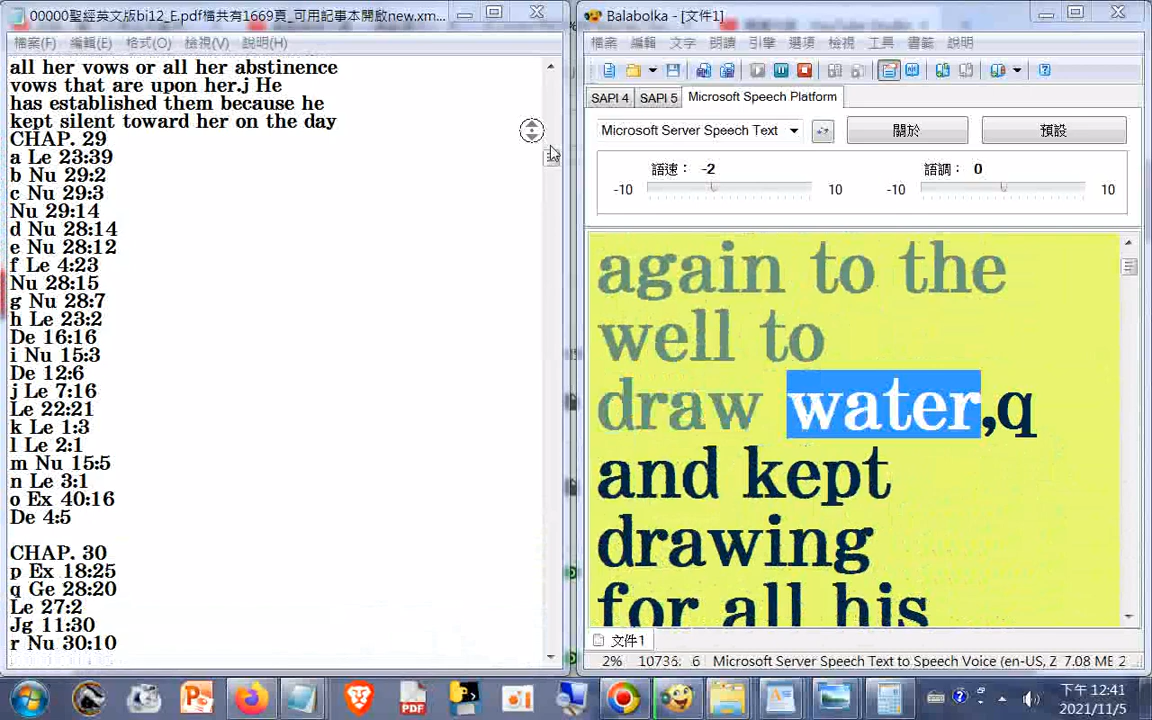 00000聖經英文版bi12_E.pdf檔共有1669頁_可用記事本開啟new.xm...
檔案(F) 編輯(E) 格式(O) 檢視(V) 說明(H)
all her vows or all her abstinence
vows that are upon her.j He
has established them because he
kept silent toward her on the day
CHAP. 29
a Le 23:39
b Nu 29:2
c Nu 29:3
Nu 29:14
d Nu 28:14
e Nu 28:12
f Le 4:23
Nu 28:15
g Nu 28:7
h Le 23:2
De 16:16
i Nu 15:3
De 12:6
j Le 7:16
Le 22:21
k Le 1:3
l Le 2:1
m Nu 15:5
n Le 3:1
o Ex 40:16
De 4:5
CHAP. 30
p Ex 18:25
q Ge 28:20
Le 27:2
Jg 11:30
r Nu 30:10
Balabolka - [文件1]
檔案 編輯 文字 朗讀 引擎 選項 檢視 工具 書籤 說明
SAPI 4 SAPI 5 Microsoft Speech Platform
Microsoft Server Speech Text 關於 預設
語速： -2 語調： 0
-10 10 -10 10
again to the
well to
draw water,q
and kept
drawing
for all his
文件1
2% 10736: 6 Microsoft Server Speech Text to Speech Voice (en-US, Z 7.08 MB 2
下午 12:41
2021/11/5